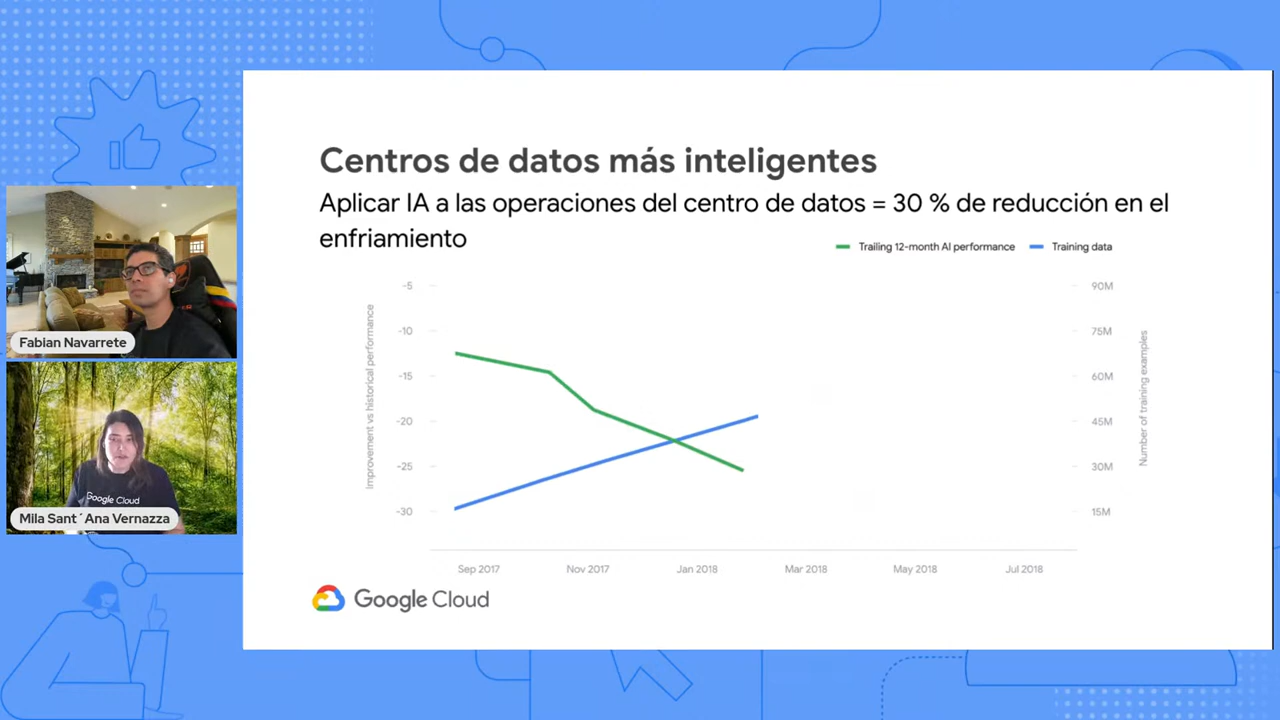 Centros de datos más inteligentes
Aplicar IA a las operaciones del centro de datos = 30 % de reducción en el
enfriamiento
Trailing 12-month AI performance
Training data
Improvement vs historical performance
-5
-10
-15
-20
-25
-30
90M
75M
60M
45M
30M
15M
Number of training examples
Sep 2017
Nov 2017
Jan 2018
Mar 2018
May 2018
Jul 2018
Google Cloud
Fabian Navarrete
Google Cloud
Mila Sant´Ana Vernazza